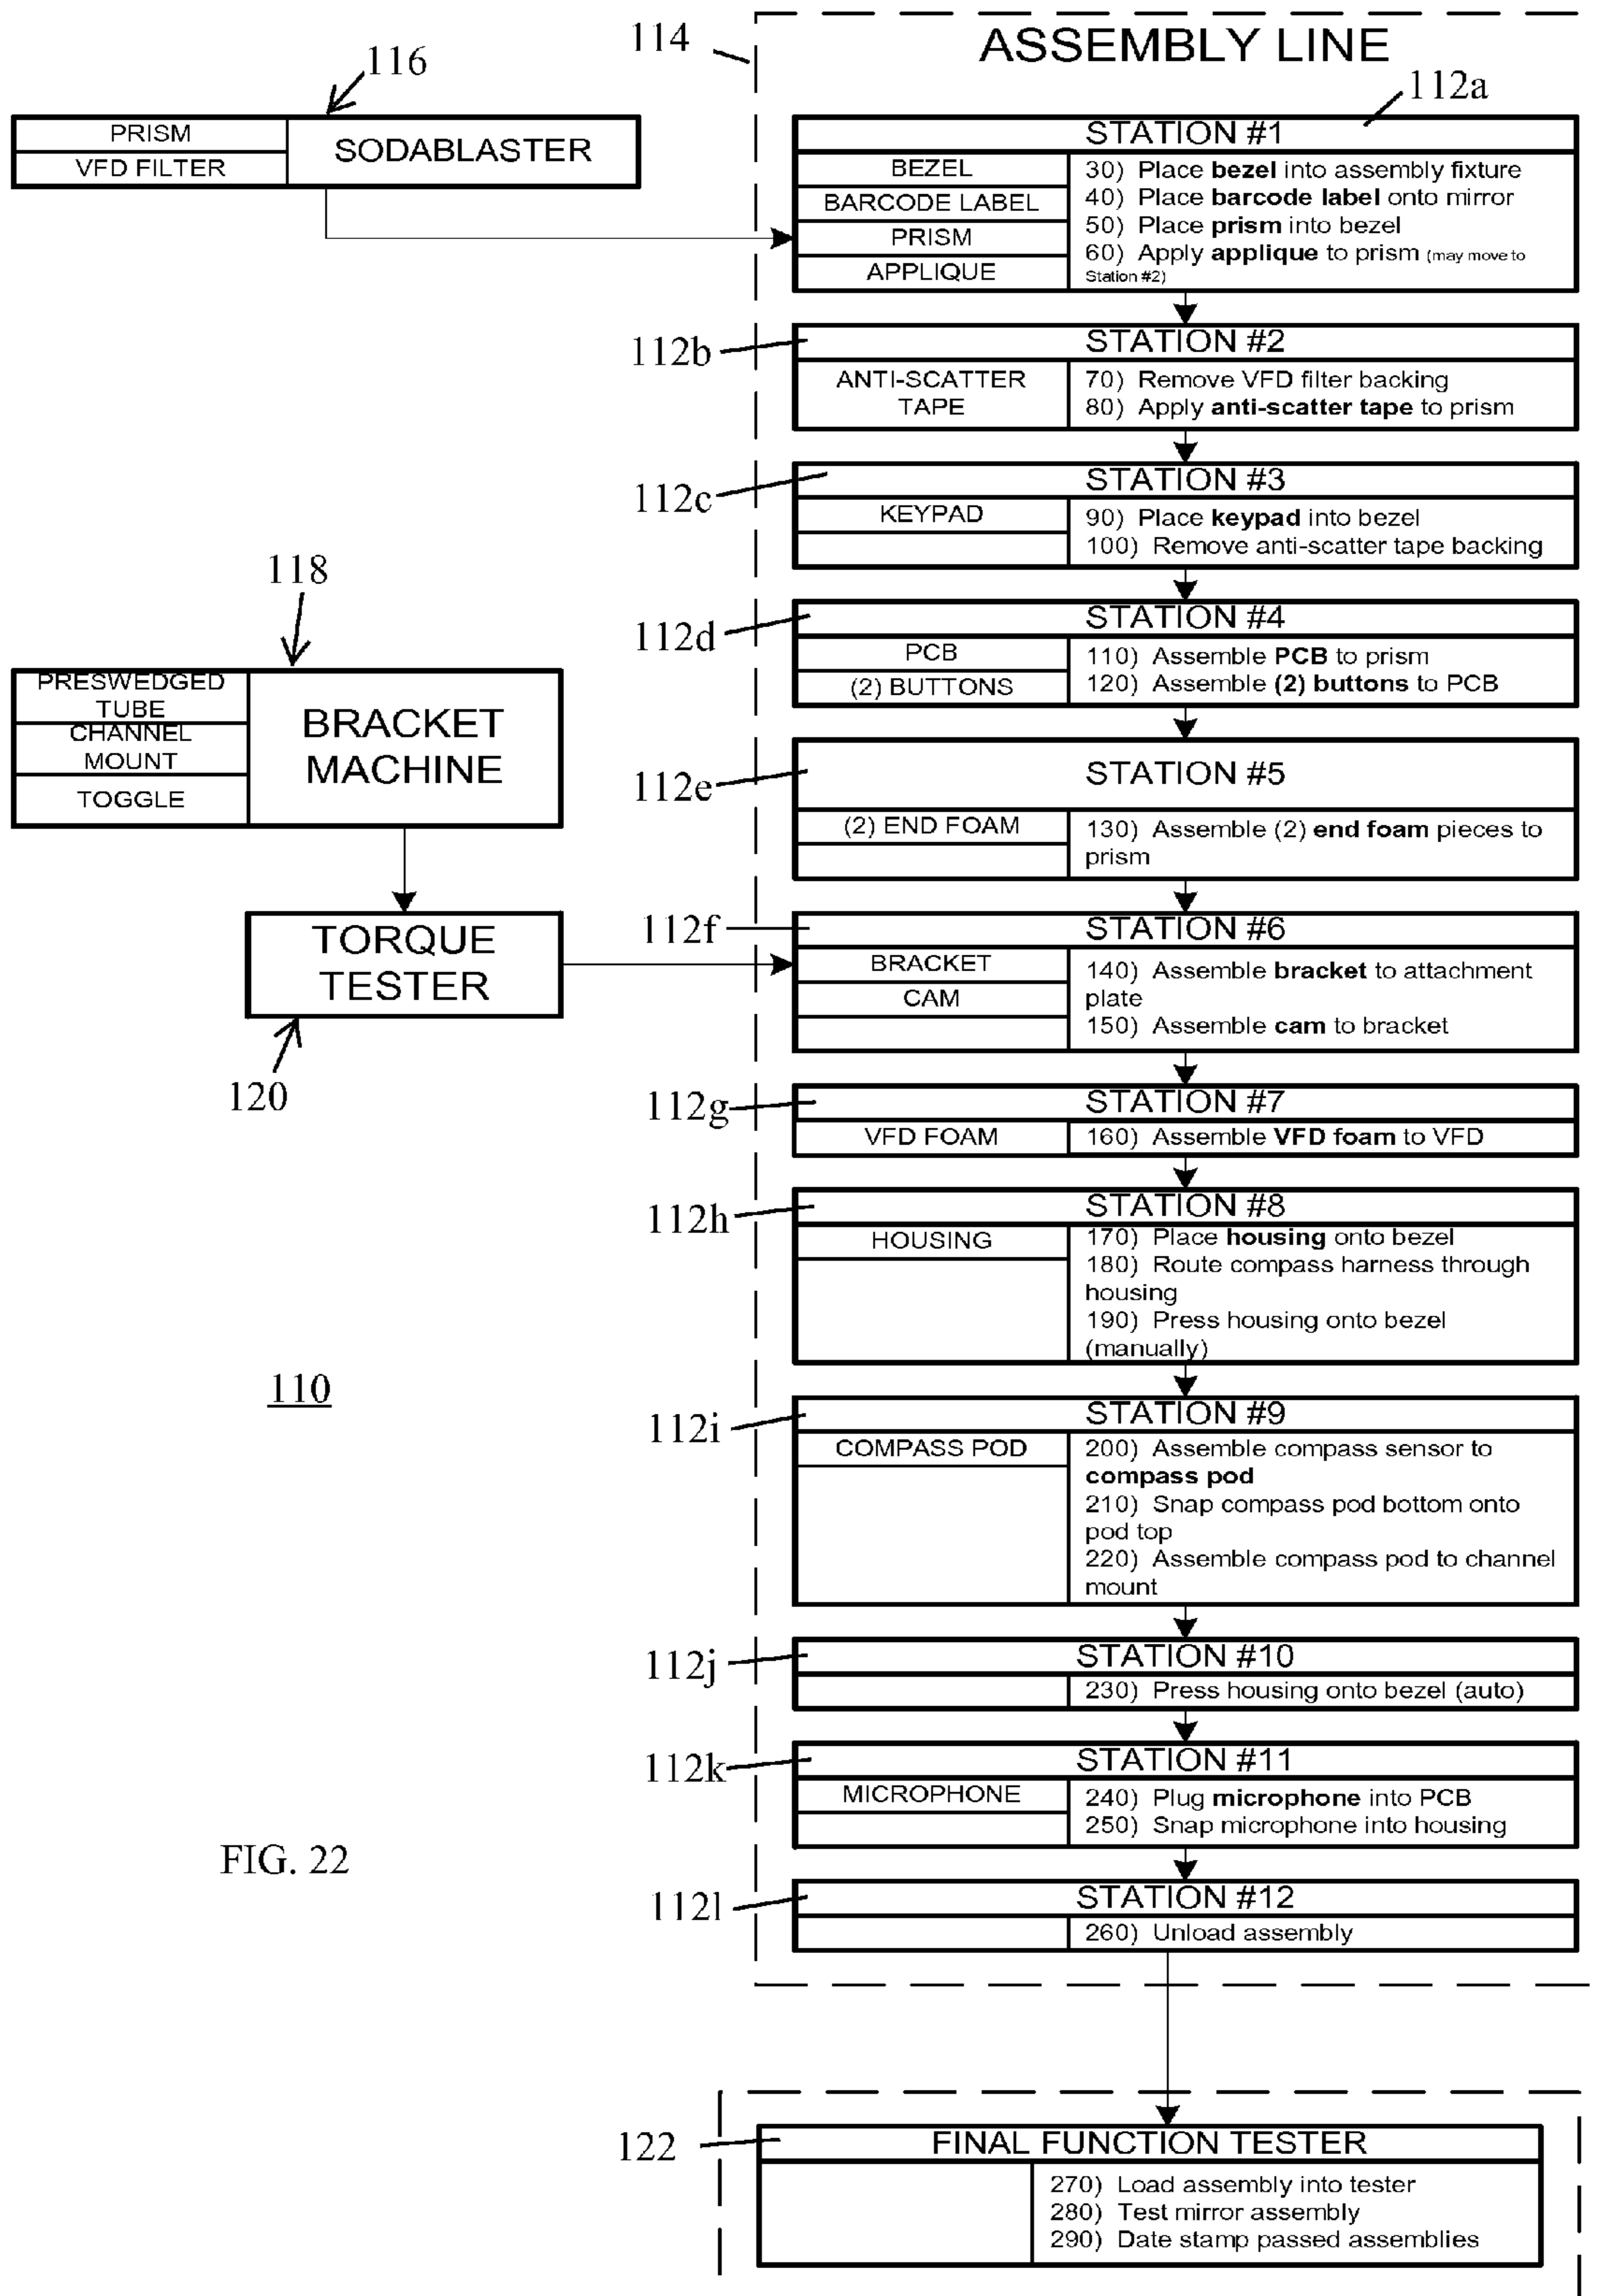 114
ASSEMBLY LINE
116
112a
PRISM
VFD FILTER
SODABLASTER
STATION #1
BEZEL
BARCODE LABEL
PRISM
APPLIQUE
30) Place bezel into assembly fixture
40) Place barcode label onto mirror
50) Place prism into bezel
60) Apply applique to prism (may move to
Station #2)
112b
STATION #2
ANTI-SCATTER
TAPE
70) Remove VFD filter backing
80) Apply anti-scatter tape to prism
112c
STATION #3
KEYPAD
90) Place keypad into bezel
100) Remove anti-scatter tape backing
118
112d
STATION #4
PCB
(2) BUTTONS
110) Assemble PCB to prism
120) Assemble (2) buttons to PCB
PRESWEDGED
TUBE
CHANNEL
MOUNT
TOGGLE
BRACKET
MACHINE
112e
STATION #5
(2) END FOAM
130) Assemble (2) end foam pieces to
prism
TORQUE
TESTER
120
112f
STATION #6
BRACKET
CAM
140) Assemble bracket to attachment
plate
150) Assemble cam to bracket
112g
STATION #7
VFD FOAM
160) Assemble VFD foam to VFD
112h
STATION #8
HOUSING
170) Place housing onto bezel
180) Route compass harness through
housing
190) Press housing onto bezel
(manually)
110
112i
STATION #9
COMPASS POD
200) Assemble compass sensor to
compass pod
210) Snap compass pod bottom onto
pod top
220) Assemble compass pod to channel
mount
112j
STATION #10
230) Press housing onto bezel (auto)
112k
STATION #11
MICROPHONE
240) Plug microphone into PCB
250) Snap microphone into housing
FIG. 22
112l
STATION #12
260) Unload assembly
122
FINAL FUNCTION TESTER
270) Load assembly into tester
280) Test mirror assembly
290) Date stamp passed assemblies